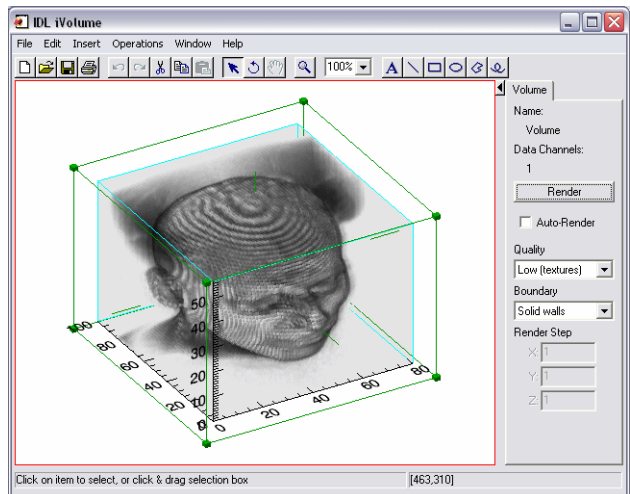 IDL iVolume
File Edit Insert Operations Window Help
100%
A
Volume
Name:
Volume
Data Channels:
1
Render
Auto-Render
Quality
Low (textures)
Boundary
Solid walls
Render Step
X: 1
Y: 1
Z: 1
50
40
30
20
10
0
100
80
60
40
20
0
0
20
40
60
80
Click on item to select, or click & drag selection box
[463,310]